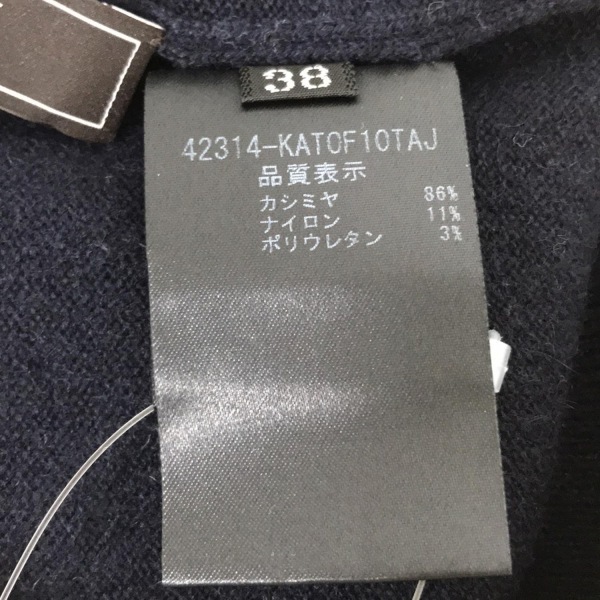 38
42314-KAT0F10TAJ
品質表示
カシミヤ 86%
ナイロン 11%
ポリウレタン 3%